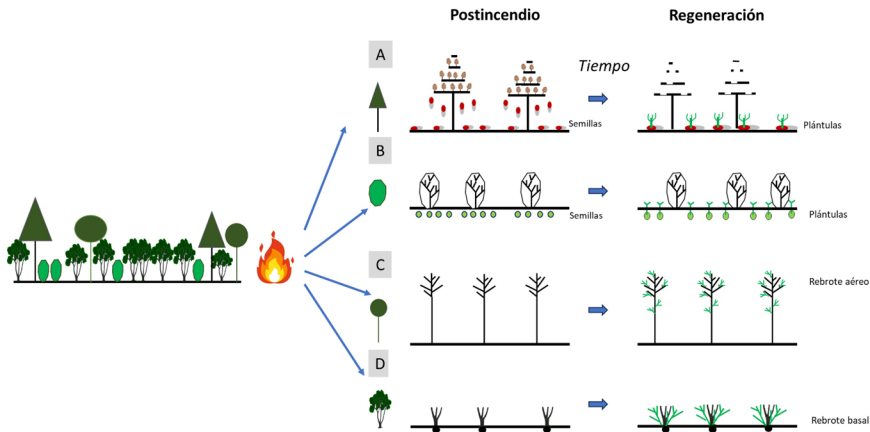 Postincendio
Regeneración
A
Tiempo
Semillas
Plántulas
B
Semillas
Plántulas
C
Rebrote aéreo
D
Rebrote basal